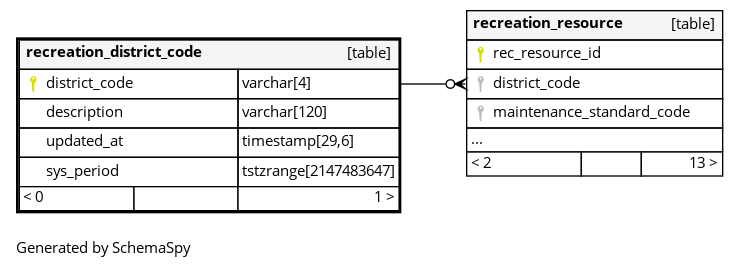 recreation_district_code [table]
district_code varchar[4]
description varchar[120]
updated_at timestamp[29,6]
sys_period tstzrange[2147483647]
< 0 1 >
recreation_resource [table]
rec_resource_id
district_code
maintenance_standard_code
...
< 2 13 >
Generated by SchemaSpy